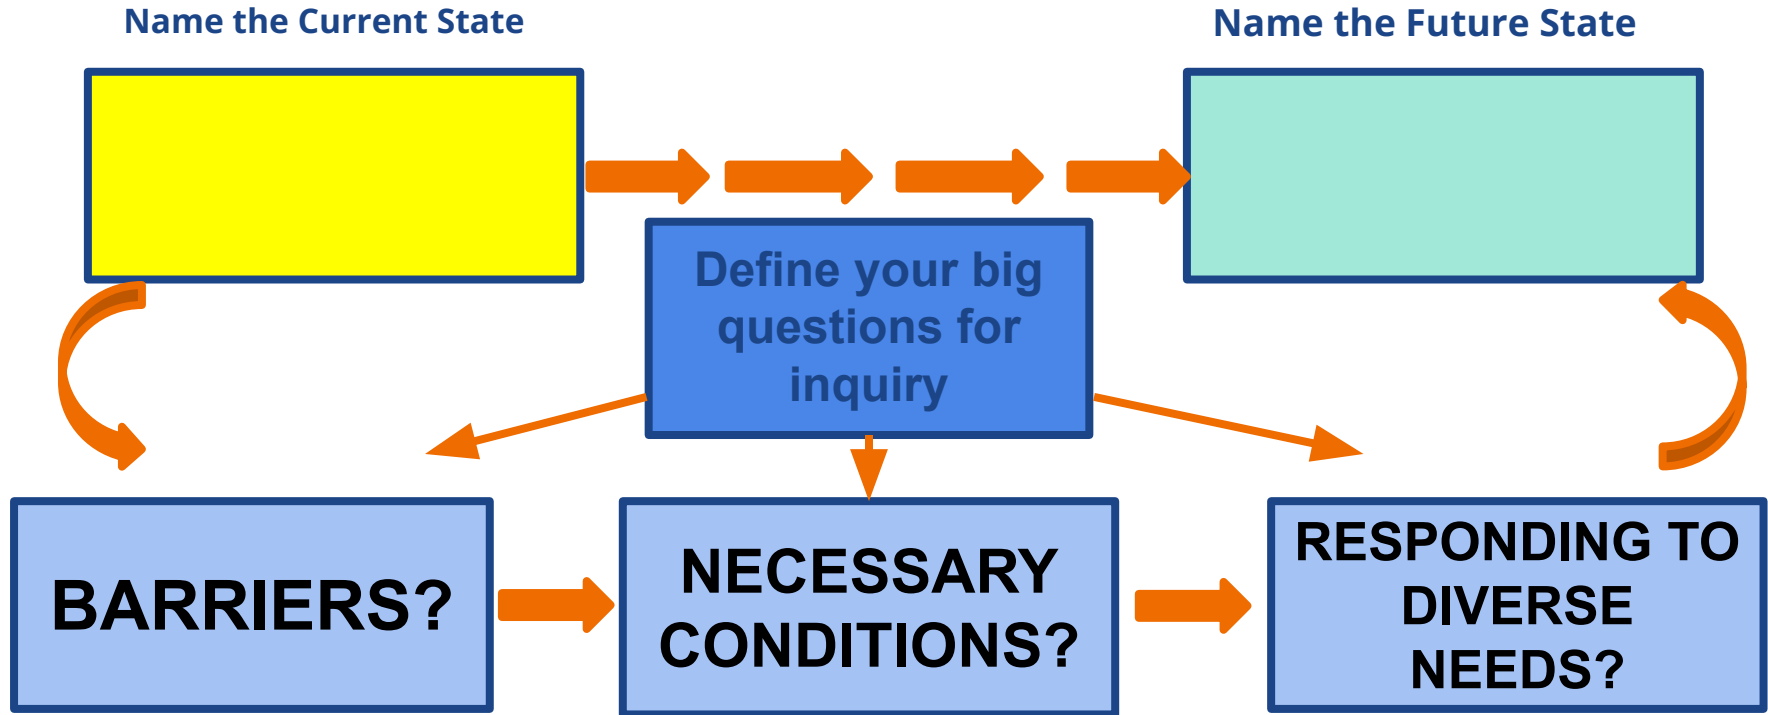 Name the Current State
Name the Future State
Define your big
questions for
inquiry
BARRIERS?
NECESSARY
CONDITIONS?
RESPONDING TO
DIVERSE
NEEDS?